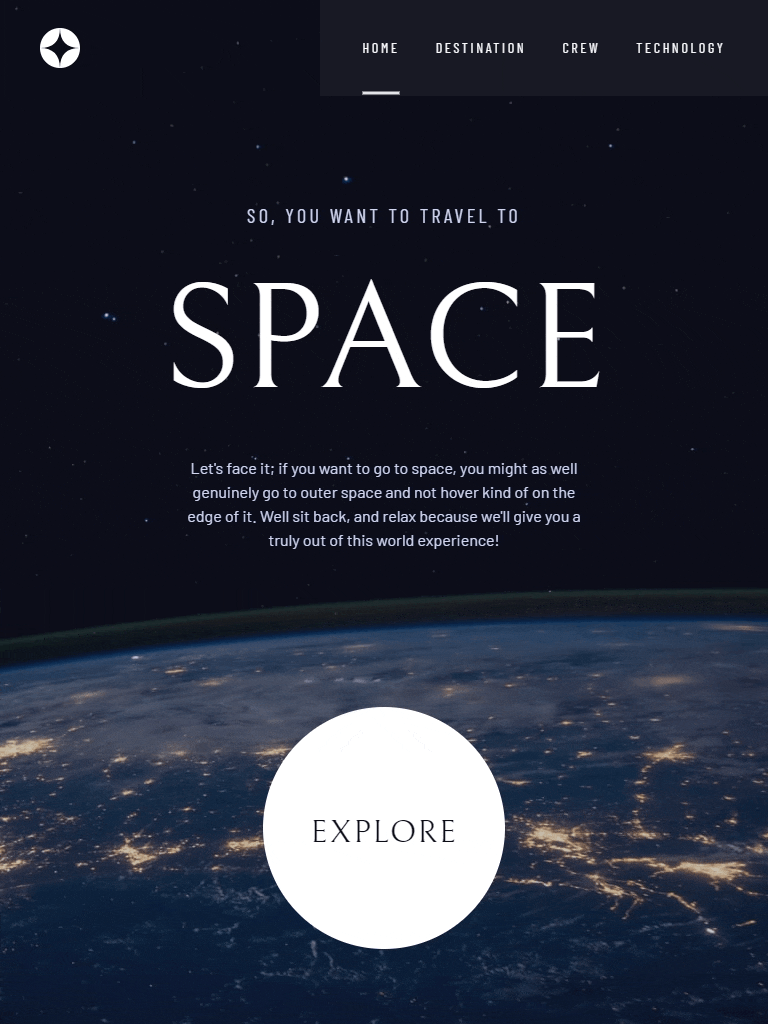 HOME DESTINATION CREW TECHNOLOGY
SO, YOU WANT TO TRAVEL TO
SPACE
Let's face it; if you want to go to space, you might as well
genuinely go to outer space and not hover kind of on the
edge of it. Well sit back, and relax because we'll give you a
truly out of this world experience!
EXPLORE